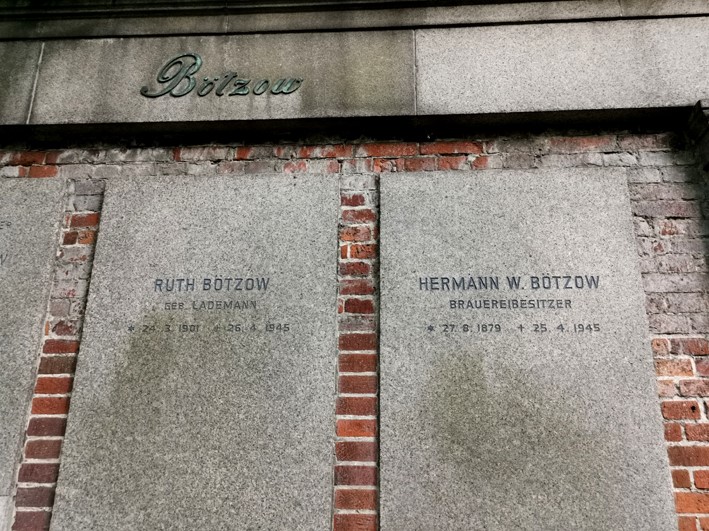 Bötzow
RUTH BÖTZOW
GEB. LADEMANN
* 24. 3. 1901 + 26. 4. 1945
HERMANN W. BÖTZOW
BRAUEREIBESITZER
* 27. 8. 1879 + 25. 4. 1945